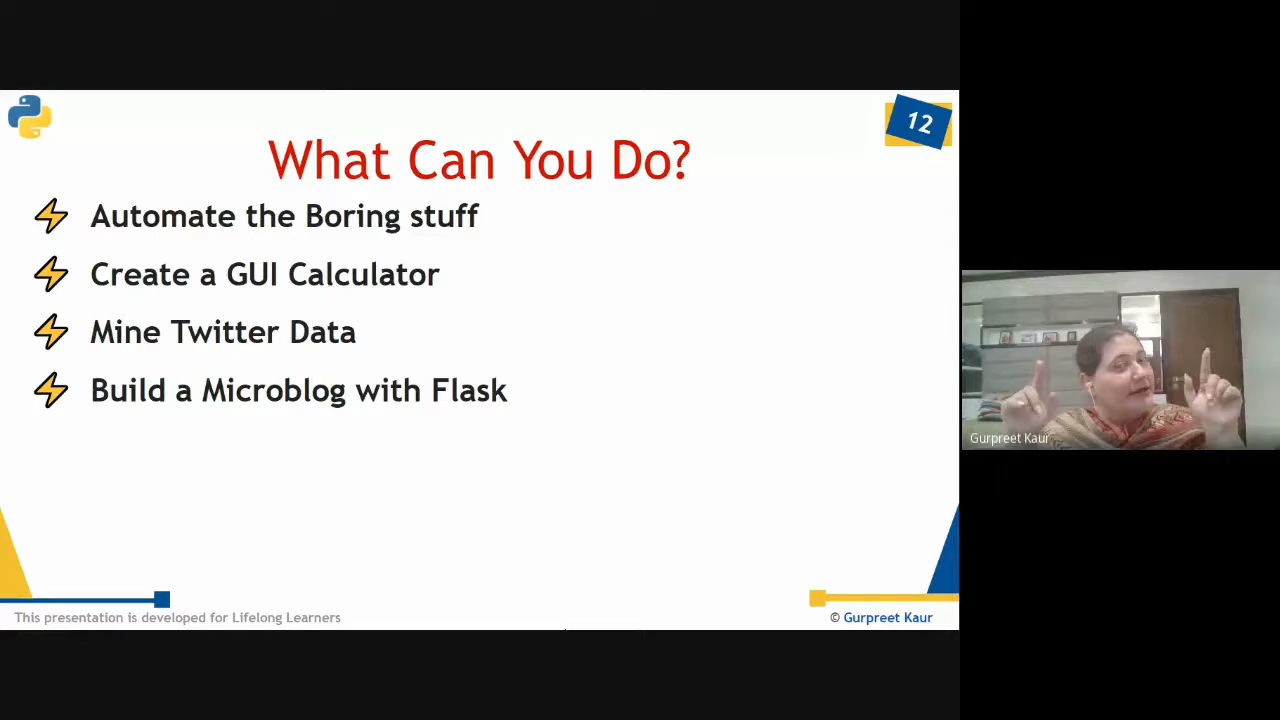 12
What Can You Do?
Automate the Boring stuff
Create a GUI Calculator
Mine Twitter Data
Build a Microblog with Flask
This presentation is developed for Lifelong Learners
© Gurpreet Kaur
Gurpreet Kaur